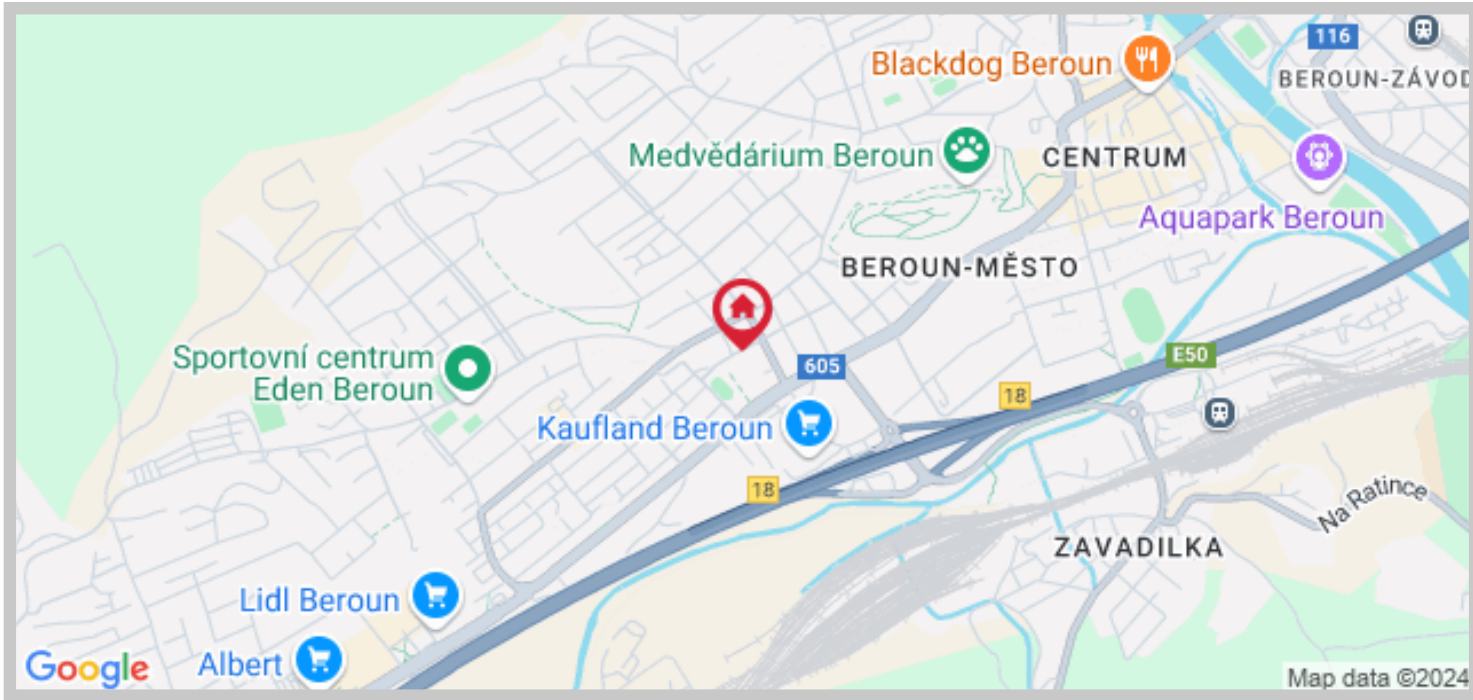 116
Blackdog Beroun
BEROUN-ZÁVOD
Medvědárium Beroun
CENTRUM
Aquapark Beroun
BEROUN-MĚSTO
Sportovní centrum
Eden Beroun
605
E50
18
Kaufland Beroun
18
Na Ratince
ZAVADILKA
Lidl Beroun
Albert
Google
Map data ©2024